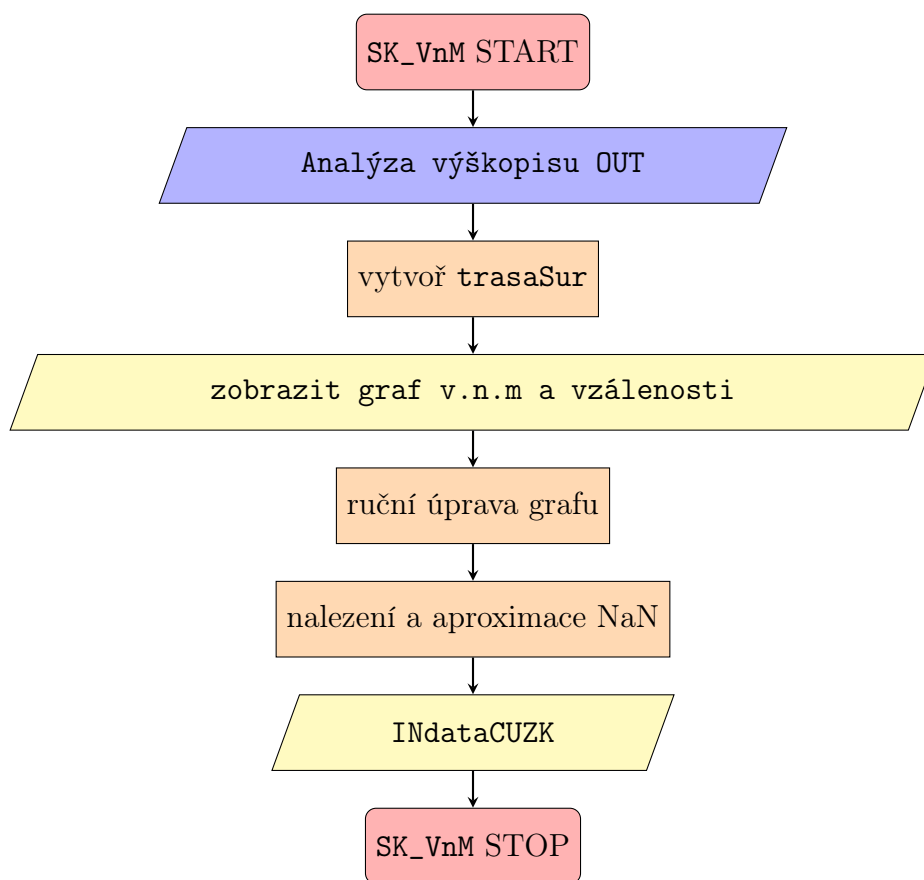 SK_VnM START
Analýza výškopisu OUT
vytvoř trasaSur
zobrazit graf v.n.m a vzálenosti
ruční úprava grafu
nalezení a aproximace NaN
INdataCUZK
SK_VnM STOP